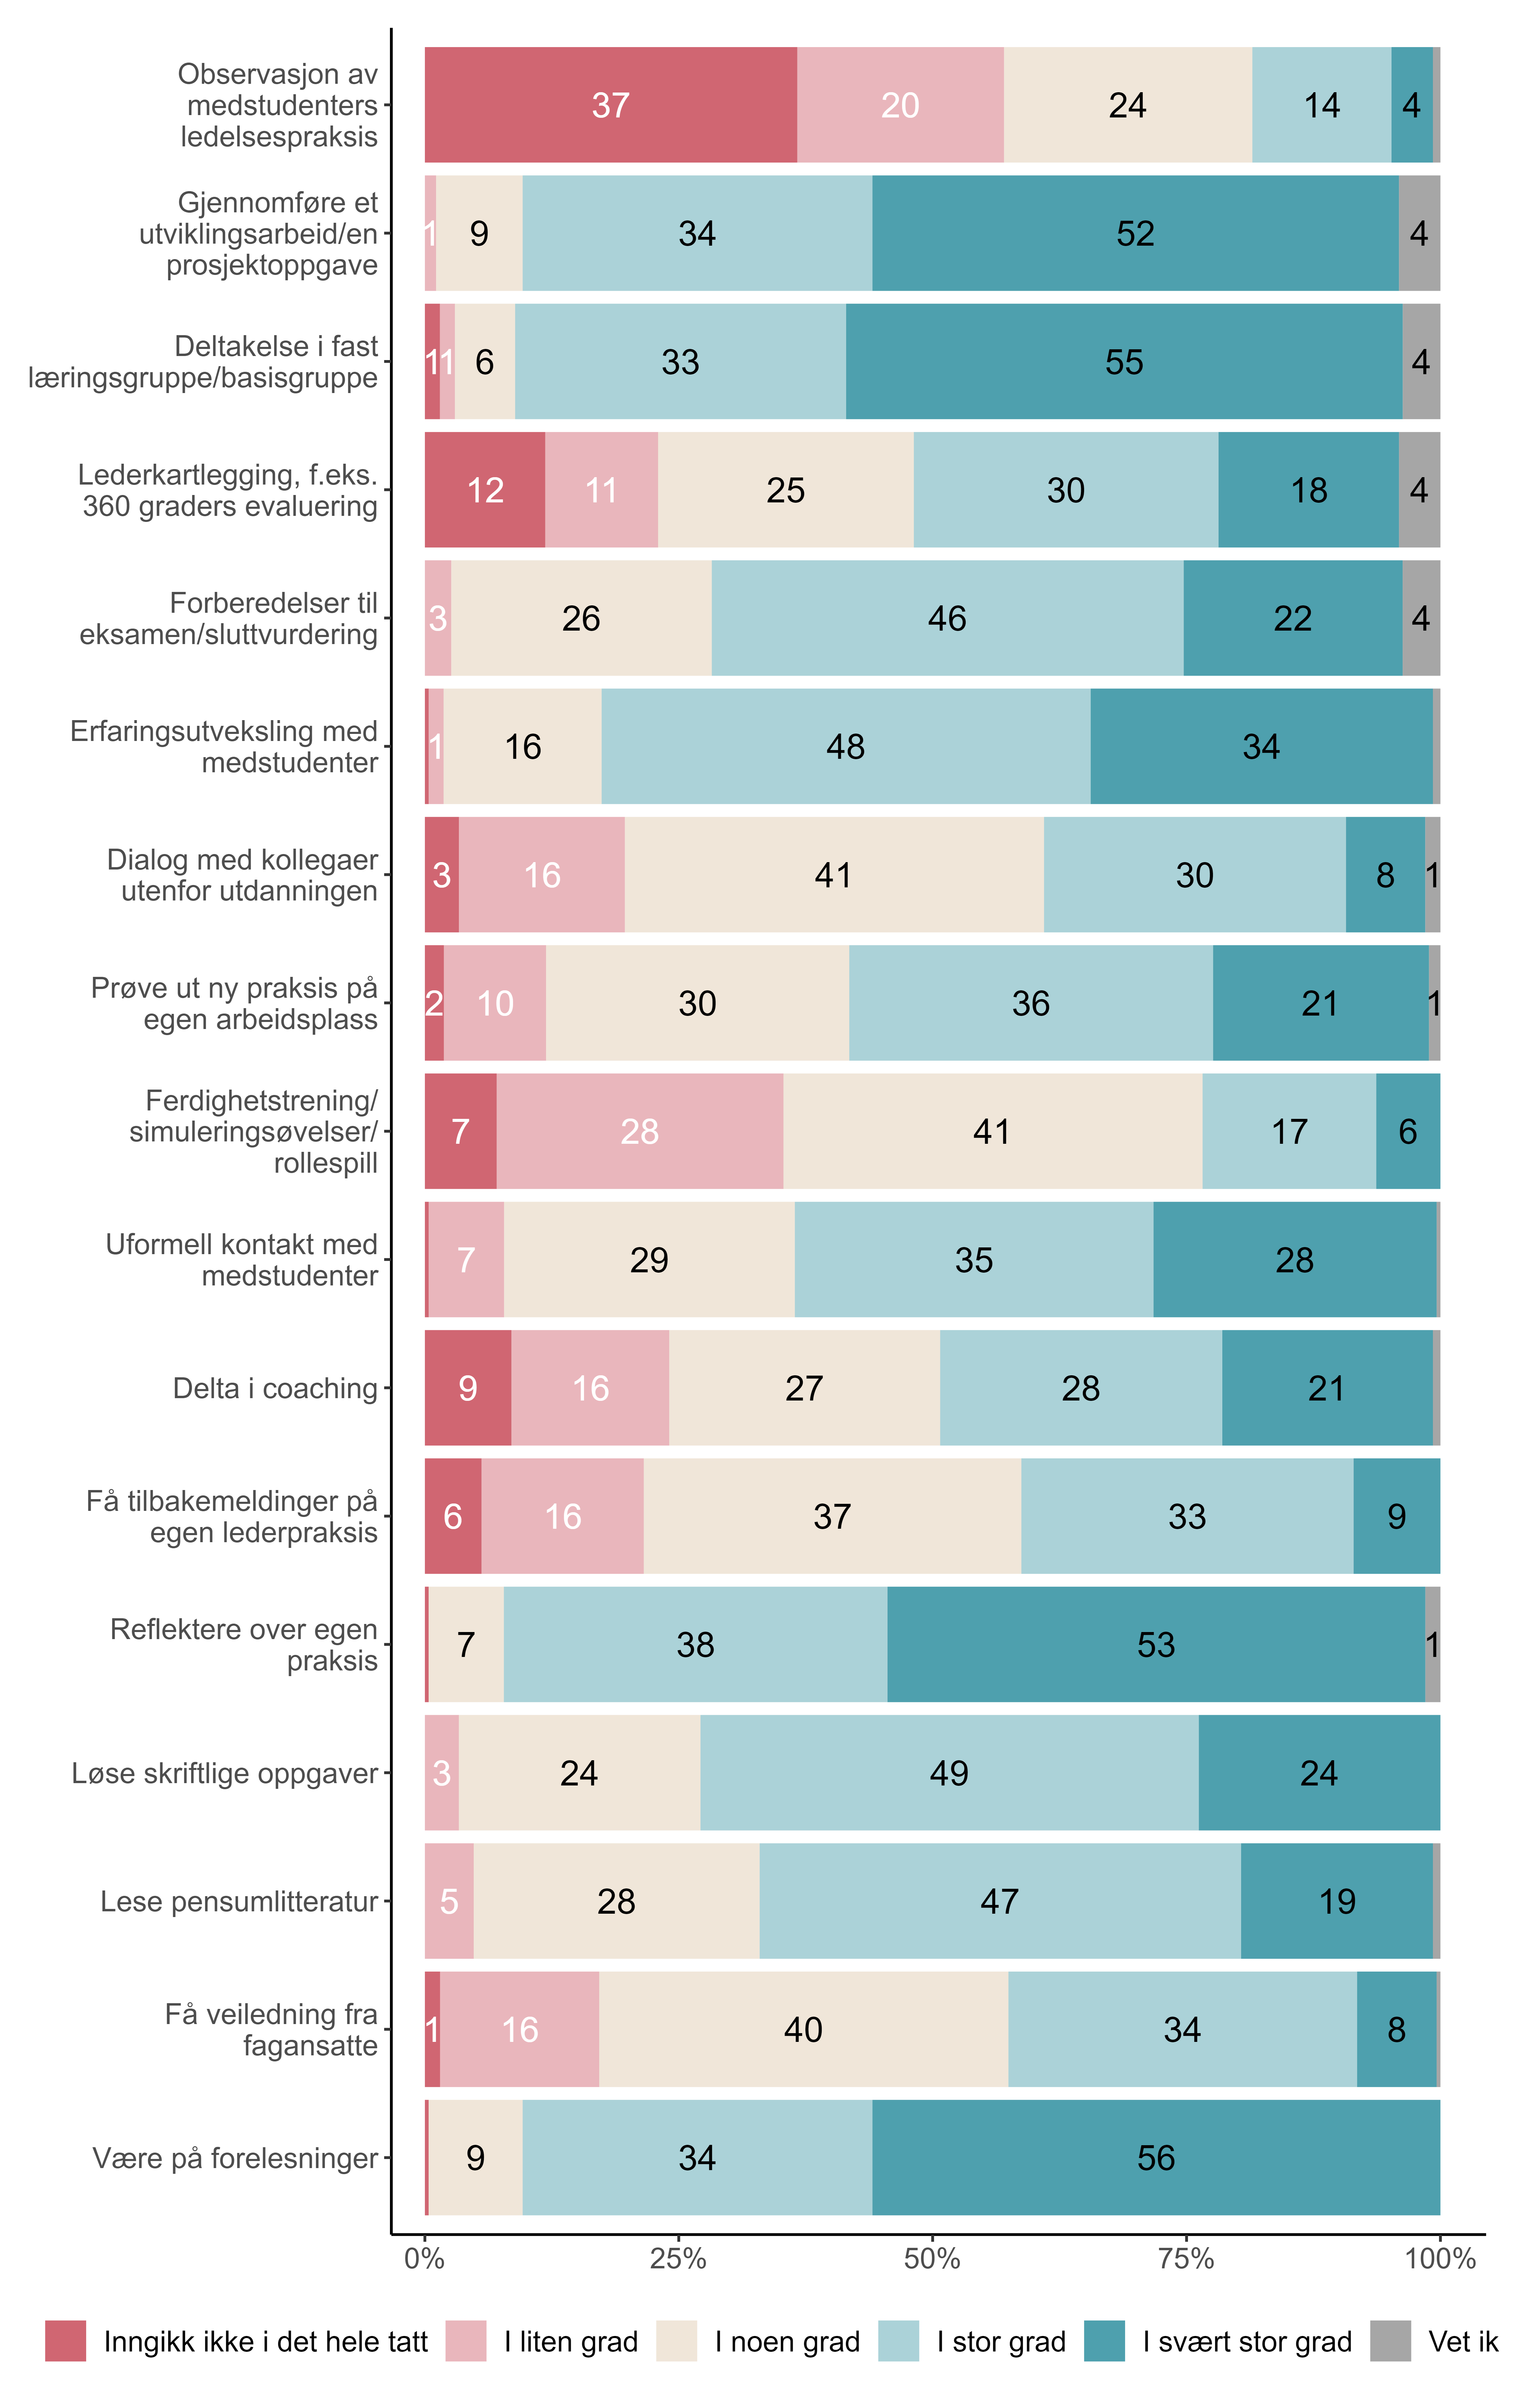 Observasjon av
medstudenters
ledelsespraksis
37 20 24 14 4
Gjennomføre et
utviklingsarbeid/en
prosjektoppgave
1 9 34 52 4
Deltakelse i fast
læringsgruppe/basisgruppe
1 1 6 33 55 4
Lederkartlegging, f.eks.
360 graders evaluering
12 11 25 30 18 4
Forberedelser til
eksamen/sluttvurdering
3 26 46 22 4
Erfaringsutveksling med
medstudenter
1 16 48 34
Dialog med kollegaer
utenfor utdanningen
3 16 41 30 8 1
Prøve ut ny praksis på
egen arbeidsplass
2 10 30 36 21 1
Ferdighetstrening/
simuleringsøvelser/
rollespill
7 28 41 17 6
Uformell kontakt med
medstudenter
7 29 35 28
Delta i coaching
9 16 27 28 21
Få tilbakemeldinger på
egen lederpraksis
6 16 37 33 9
Reflektere over egen
praksis
7 38 53 1
Løse skriftlige oppgaver
3 24 49 24
Lese pensumlitteratur
5 28 47 19
Få veiledning fra
fagansatte
1 16 40 34 8
Være på forelesninger
9 34 56
0% 25% 50% 75% 100%
Inngikk ikke i det hele tatt I liten grad I noen grad I stor grad I svært stor grad Vet ik